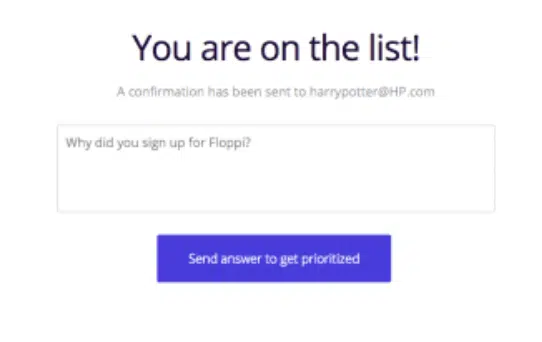 You are on the list!
A confirmation has been sent to harrypotter@HP.com
Why did you sign up for Floppi?
Send answer to get prioritized